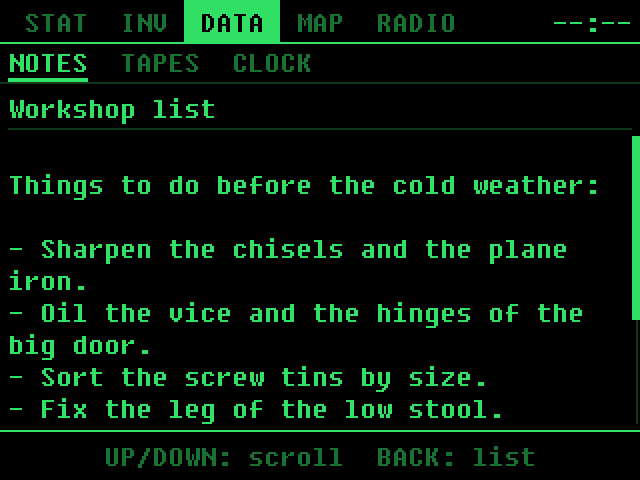 STAT INV DATA MAP RADIO --:--
NOTES TAPES CLOCK
Workshop list
Things to do before the cold weather:
- Sharpen the chisels and the plane
iron.
- Oil the vice and the hinges of the
big door.
- Sort the screw tins by size.
- Fix the leg of the low stool.
UP/DOWN: scroll BACK: list